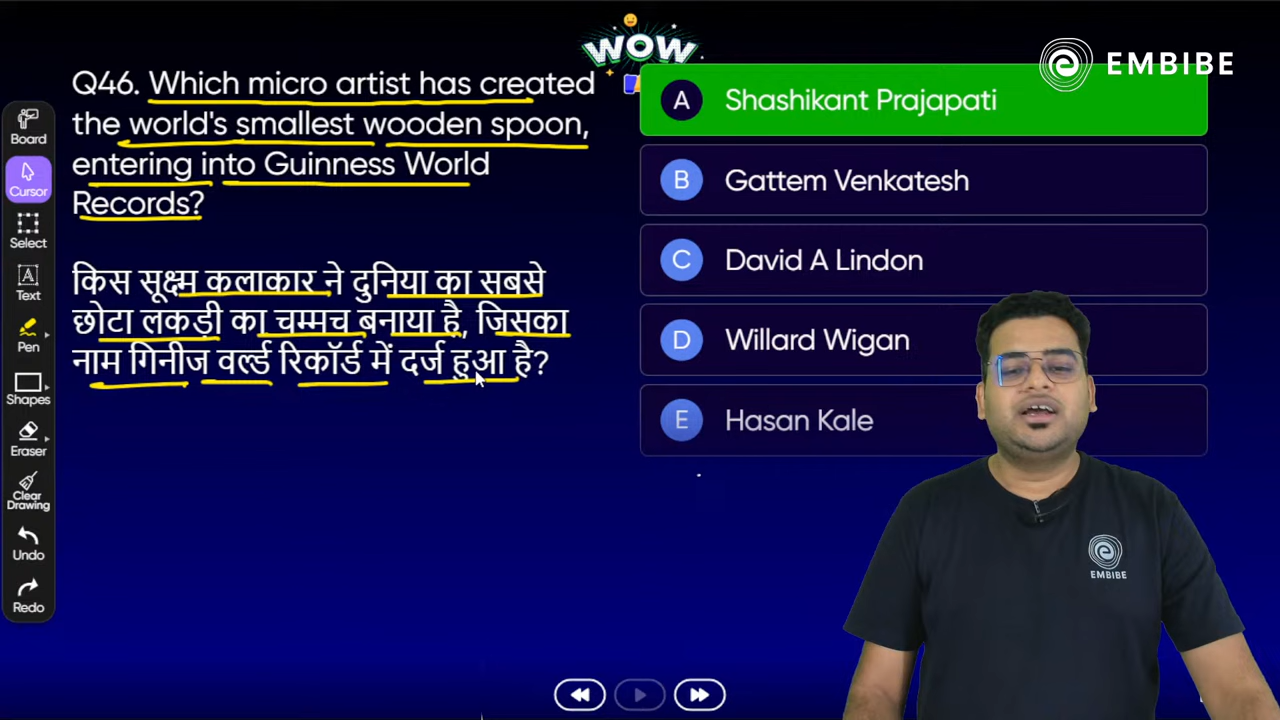 WOW
EMBIBE
Q46. Which micro artist has created
the world's smallest wooden spoon,
entering into Guinness World
Records?
किस सूक्ष्म कलाकार ने दुनिया का सबसे
छोटा लकड़ी का चम्मच बनाया है, जिसका
नाम गिनीज वर्ल्ड रिकॉर्ड में दर्ज हुआ है?
A Shashikant Prajapati
B Gattem Venkatesh
C David A Lindon
D Willard Wigan
E Hasan Kale
Board
Cursor
Select
A
Text
Pen
Shapes
Eraser
Clear
Drawing
Undo
Redo
EMBIBE